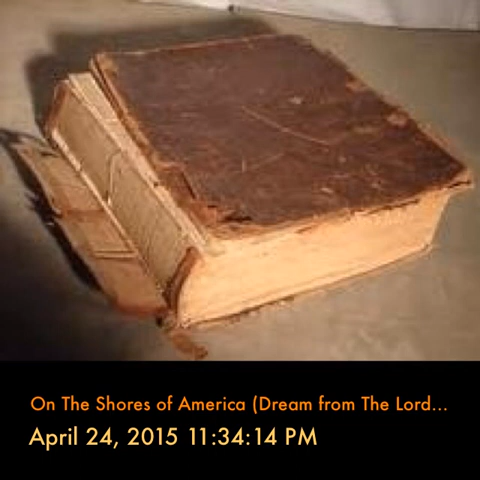 On The Shores of America (Dream from The Lord...
April 24, 2015 11:34:14 PM